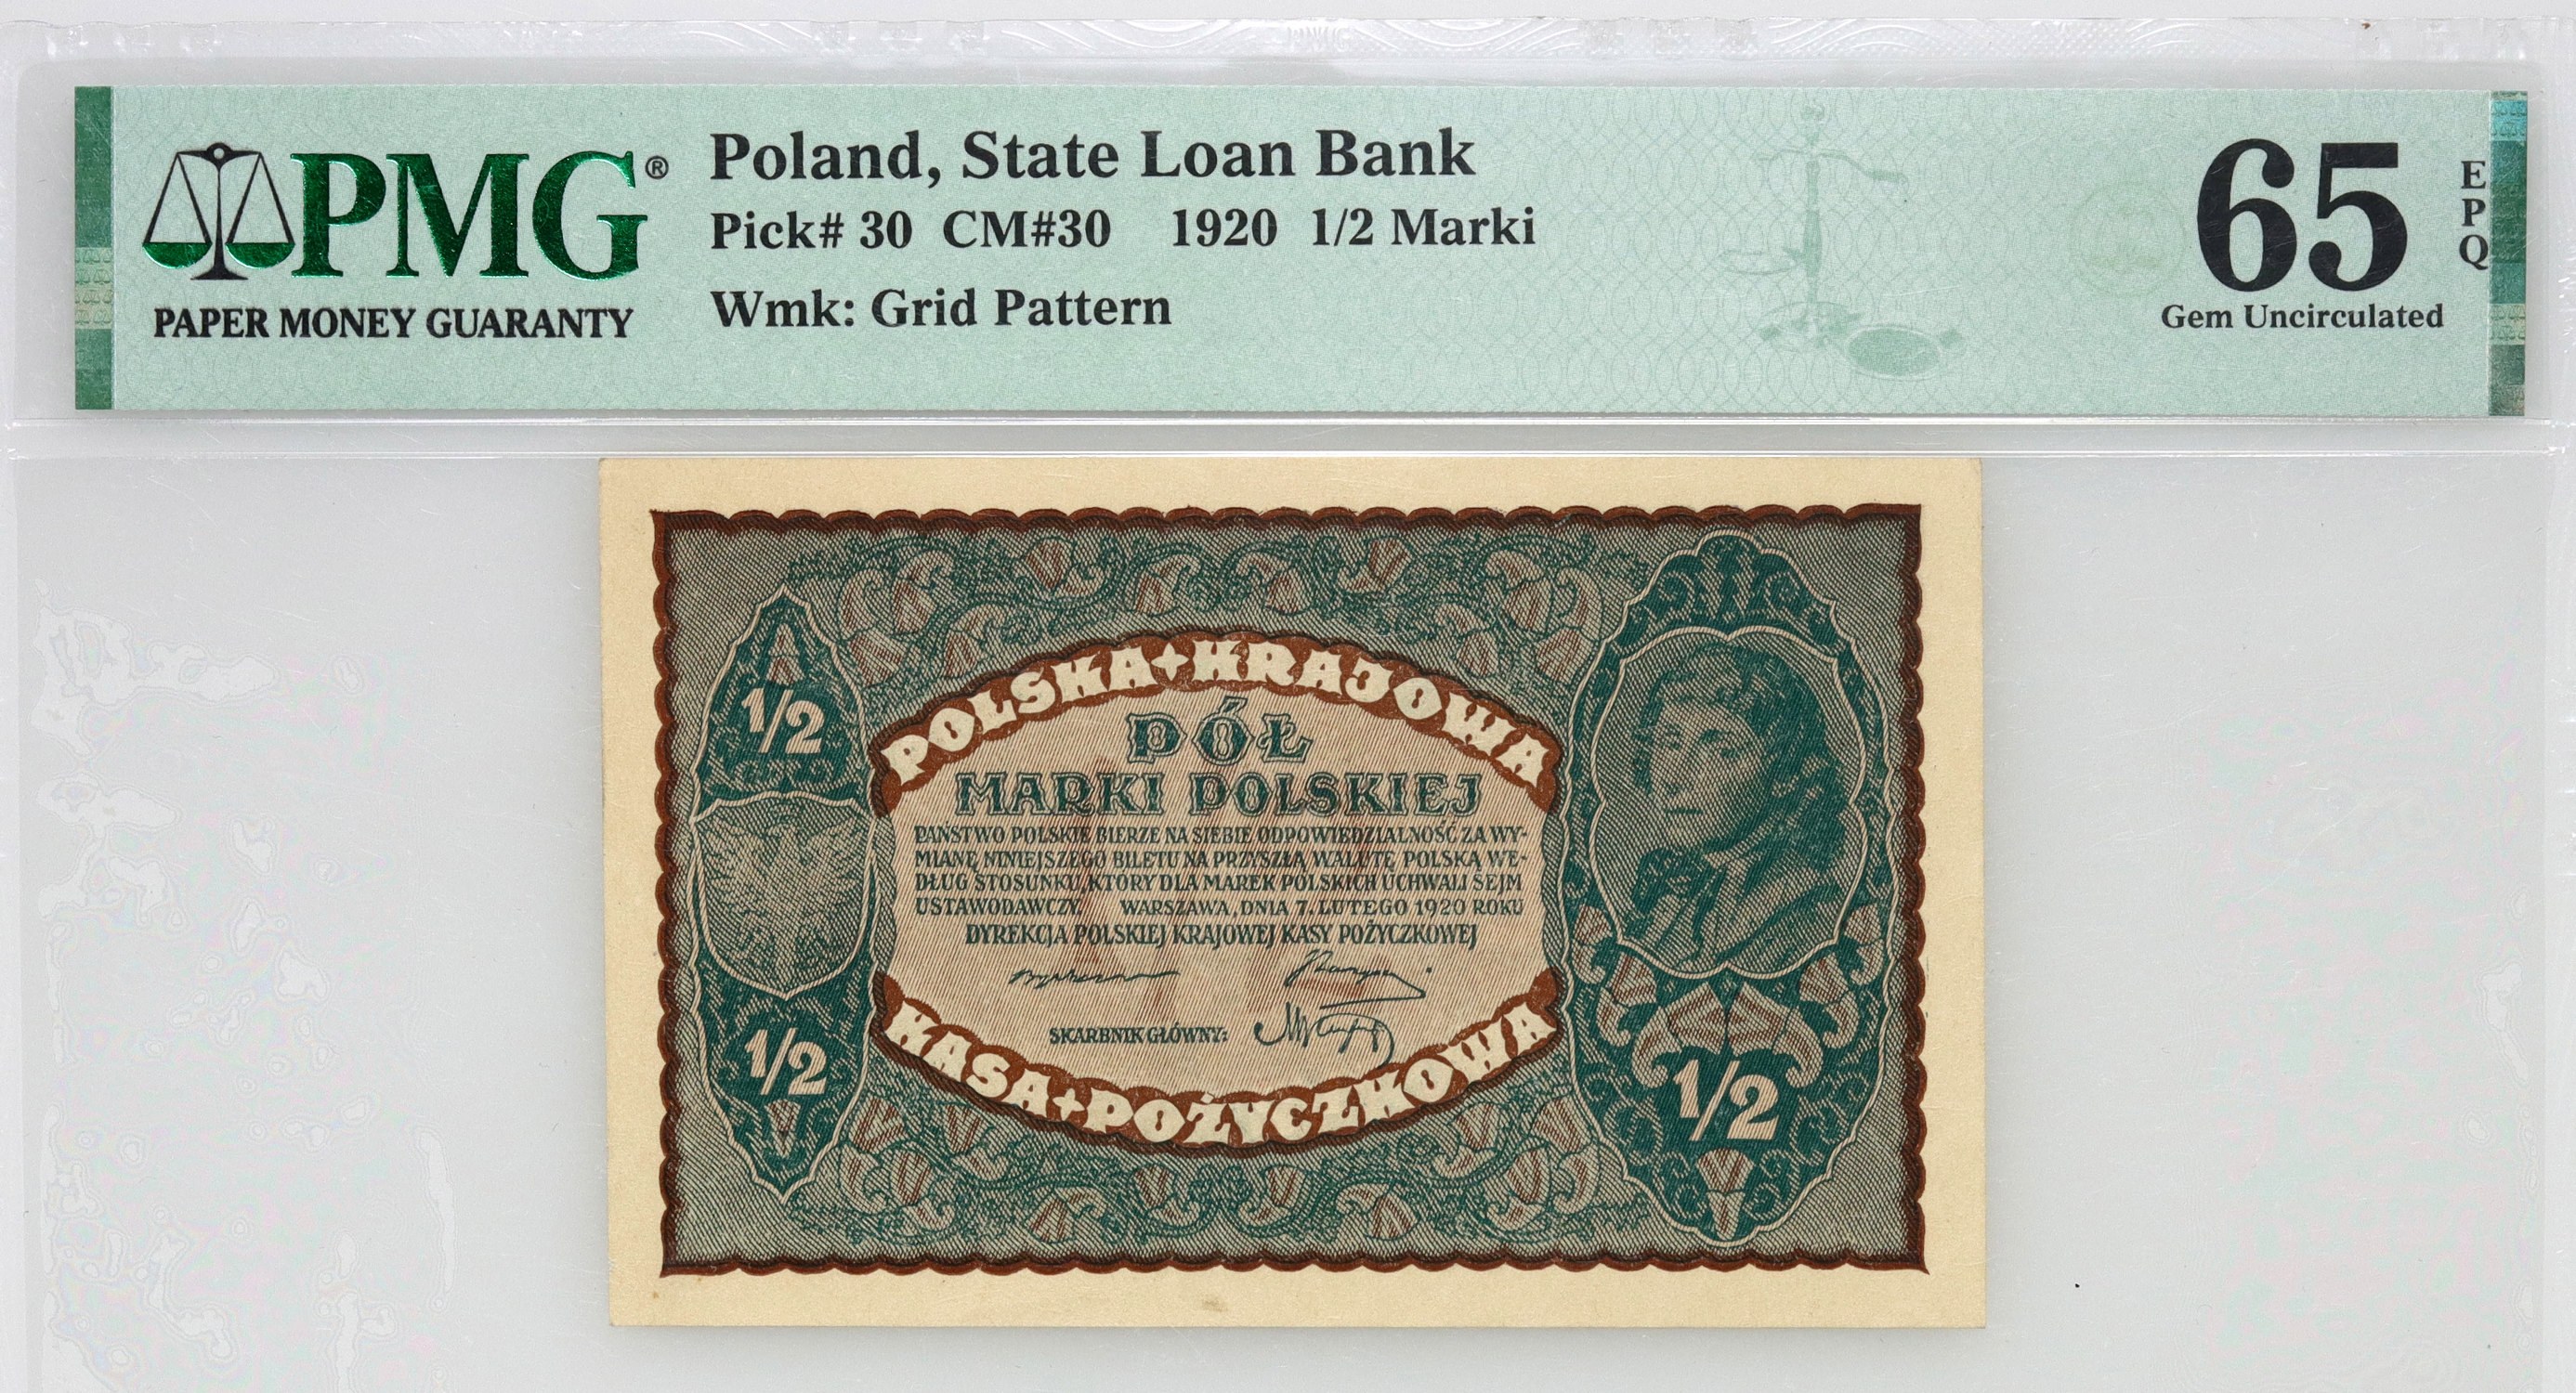 PMG®
PAPER MONEY GUARANTY
Poland, State Loan Bank
Pick# 30 CM#30 1920 1/2 Marki
Wmk: Grid Pattern
65
EPQ
Gem Uncirculated
POLSKA + KRAJOWA
1/2
PÓŁ
MARKI POLSKIEJ
PAŃSTWO POLSKIE BIERZE NA SIEBIE ODPOWIEDZIALNOŚĆ ZA WY-
MIANĘ NINIEJSZEGO BILETU NA PRZYSZŁĄ WALUTĘ POLSKĄ WE-
DŁUG STOSUNKU, KTÓRY DLA MAREK POLSKICH UCHWALI SEJM
USTAWODAWCZY. WARSZAWA, DNIA 7. LUTEGO 1920 ROKU
DYREKCJA POLSKIEJ KRAJOWEJ KASY POŻYCZKOWEJ
SKARBNIK GŁÓWNY:
1/2
1/2
KASA + POŻYCZKOWA